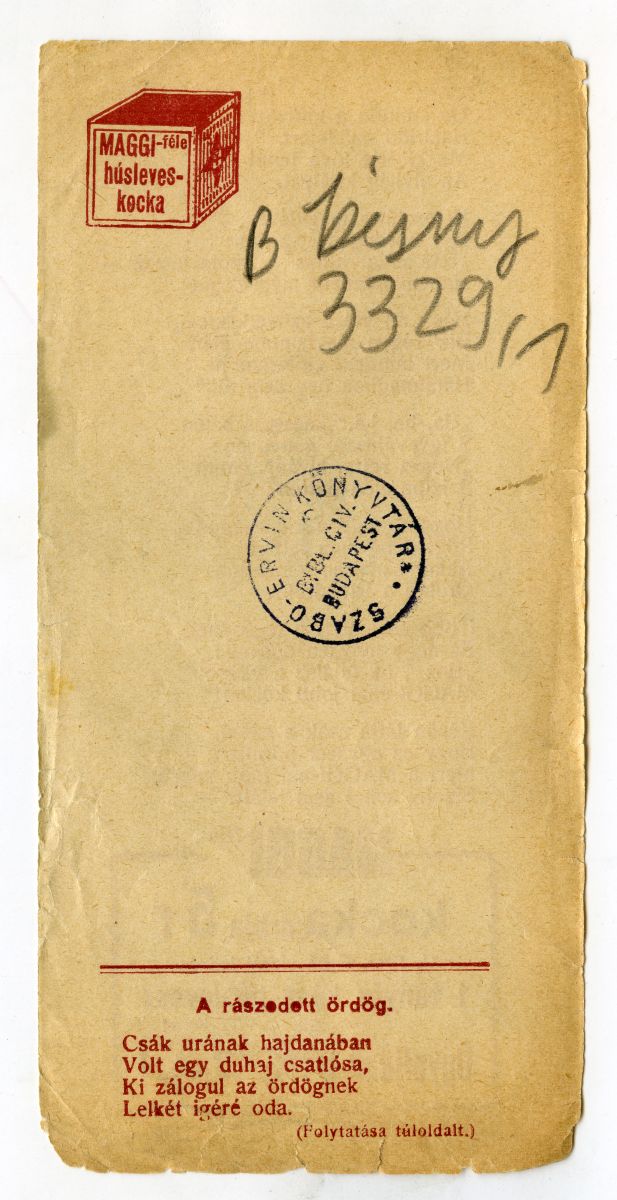 MAGGI-féle
húsleves-
kocka
B
3329/1
SZABÓ-ERVIN KÖNYVTÁR
BIBL. CIV.
BUDAPEST
A rászedett ördög.
Csák urának hajdanában
Volt egy duhaj csatlósa,
Ki zálogul az ördögnek
Lelkét igéré oda.
(Folytatása túloldalt.)